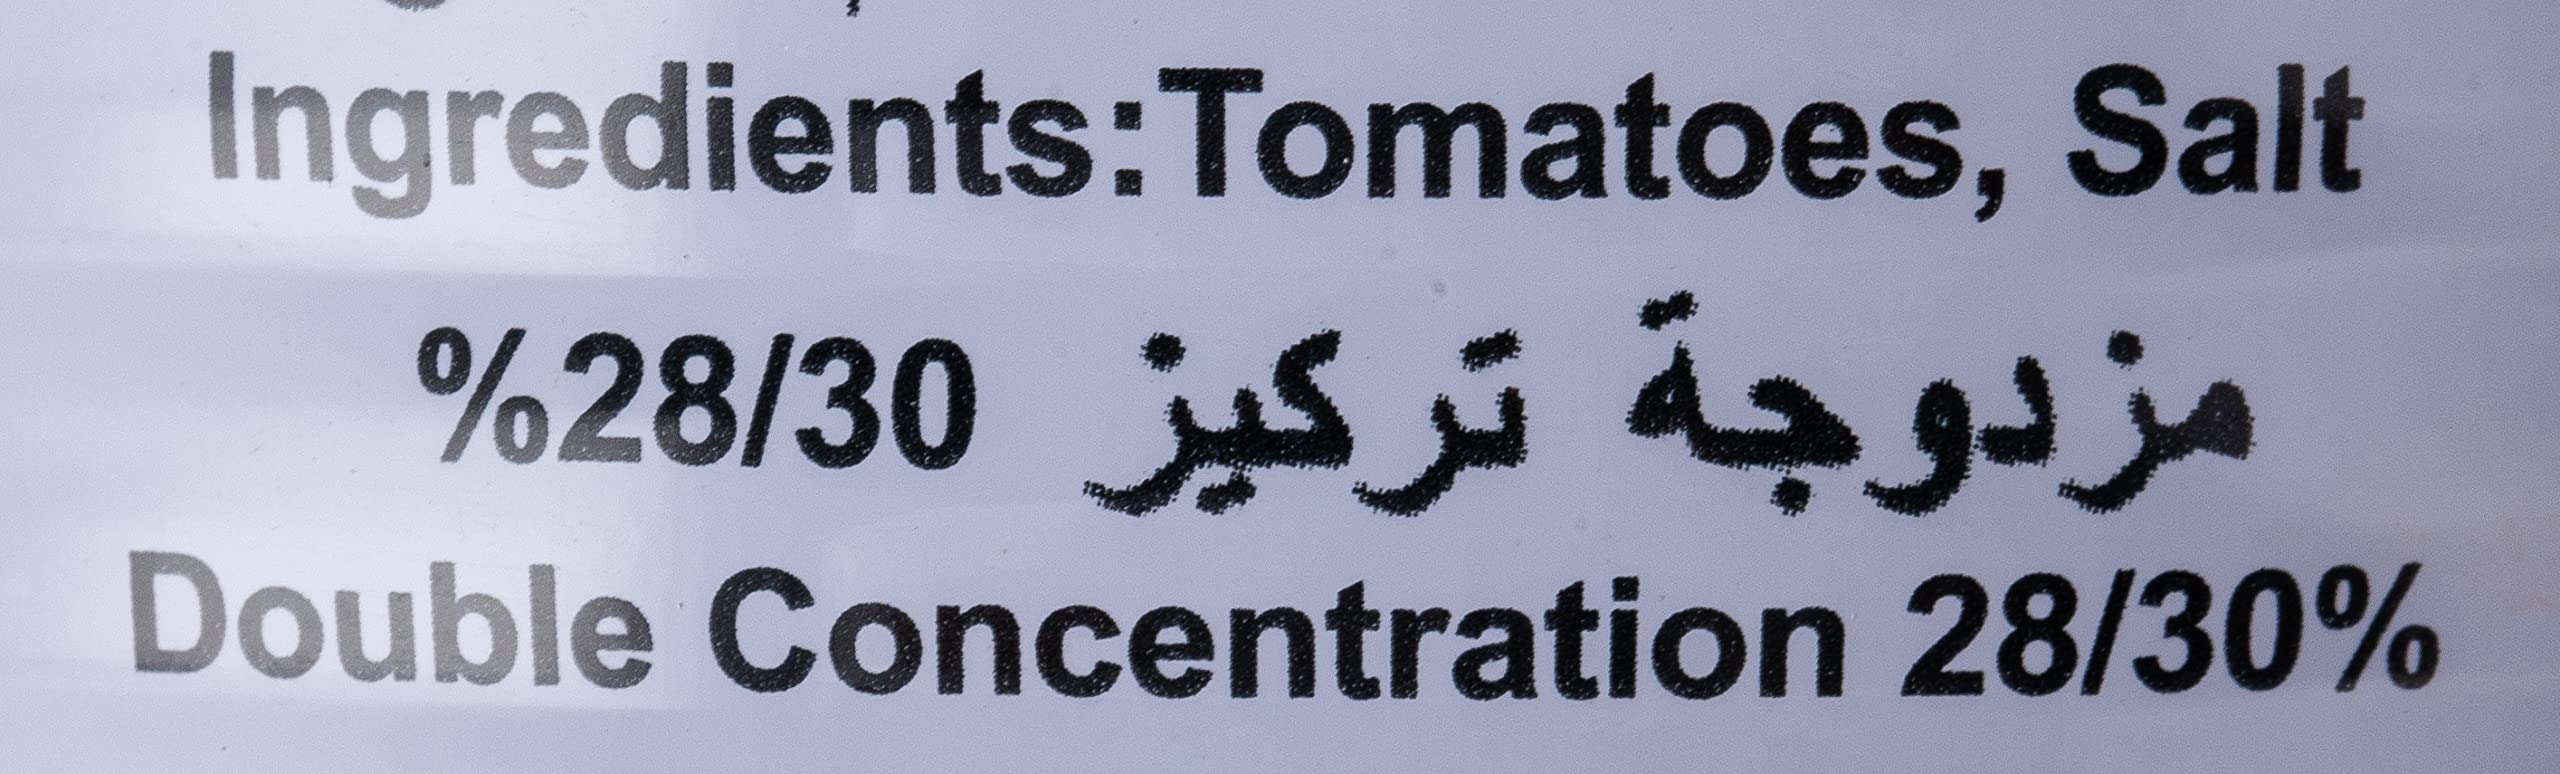 Ingredients:Tomatoes, Salt
مزدوجة تركيز 28/30%
Double Concentration 28/30%